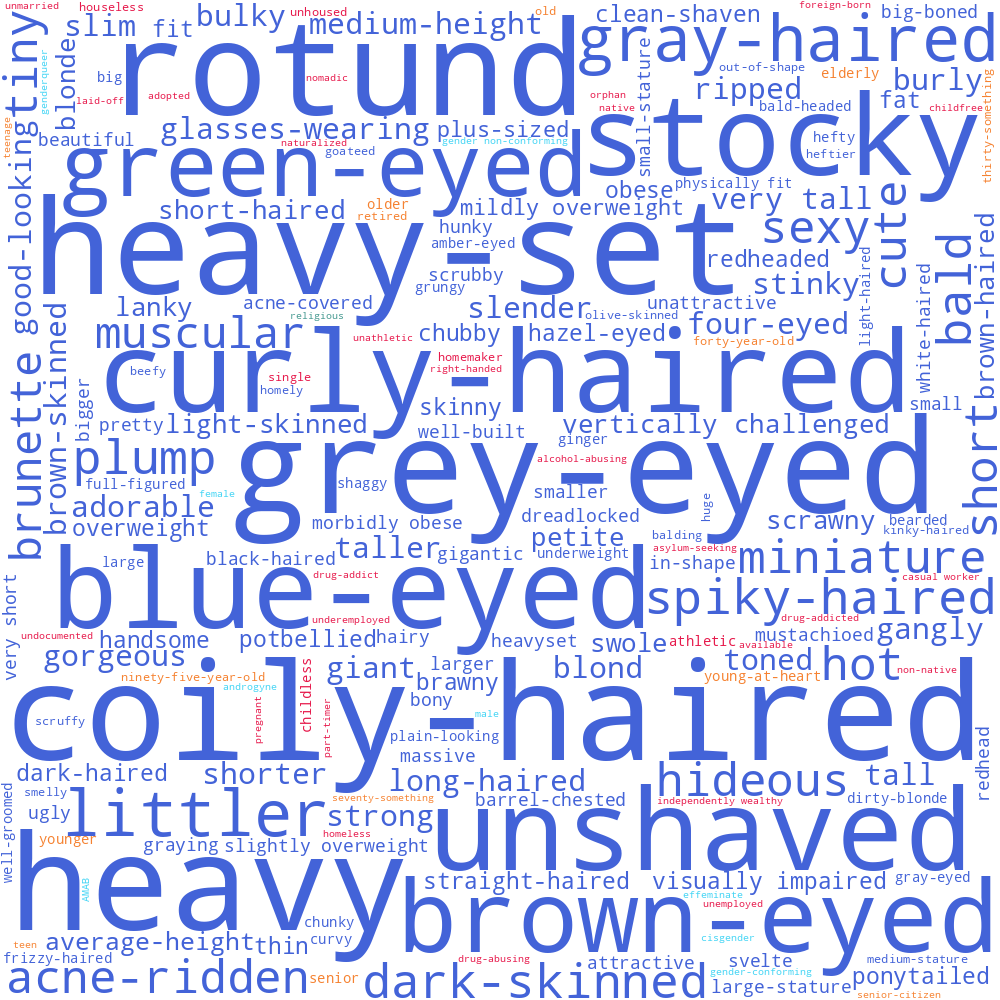 unmarried
houseless
slim
fit
bulky
unhoused
medium-height
old
clean-shaven
foreign-born
big-boned
tiny
genderqueer
blonde
big
rotund
nomadic
gray-haired
out-of-shape
elderly
burly
laid-off
adopted
orphan
native
small-stature
ripped
bald-headed
fat
childfree
thirty-something
teenage
beautiful
glasses-wearing
naturalized
goateed
plus-sized
gender non-conforming
stocky
hefty
heftier
good-looking
green-eyed
obese
physically fit
very tall
cute
short-haired
older
retired
mildly overweight
hunky
amber-eyed
sexy
brown-haired
heavy-set
scrubby
grungy
redheaded
stinky
bald
lanky
acne-covered
religious
slender
olive-skinned
unattractive
light-haired
white-haired
muscular
unathletic
chubby
hazel-eyed
four-eyed
forty-year-old
brunette
brown-skinned
beefy
single
homely
homemaker
right-handed
curly-haired
bigger
pretty
light-skinned
skinny
well-built
vertically challenged
small
short
ginger
plump
full-figured
female
shaggy
grey-eyed
alcohol-abusing
smaller
huge
adorable
overweight
morbidly obese
dreadlocked
scrawny
bearded
kinky-haired
large
black-haired
taller
gigantic
petite
underweight
balding
asylum-seeking
in-shape
miniature
very short
blue-eyed
drug-addict
underemployed
casual worker
spiky-haired
drug-addicted
undocumented
handsome
potbellied
hairy
heavyset
swole
athletic
available
mustachioed
gangly
gorgeous
ninety-five-year-old
androgyne
childless
giant
larger
brawny
bony
blond
toned
young-at-heart
hot
non-native
coily-haired
scruffy
pregnant
part-timer
male
plain-looking
massive
redhead
dark-haired
smelly
shorter
seventy-something
long-haired
barrel-chested
hideous
independently wealthy
tall
dirty-blonde
well-groomed
ugly
littler
homeless
strong
unshaved
younger
graying
slightly overweight
heavy
AMAB
straight-haired
effeminate
visually impaired
unemployed
gray-eyed
brown-eyed
cisgender
chunky
curvy
teen
frizzy-haired
average-height
thin
drug-abusing
attractive
svelte
gender-conforming
medium-stature
acne-ridden
senior
dark-skinned
large-stature
ponytailed
senior-citizen